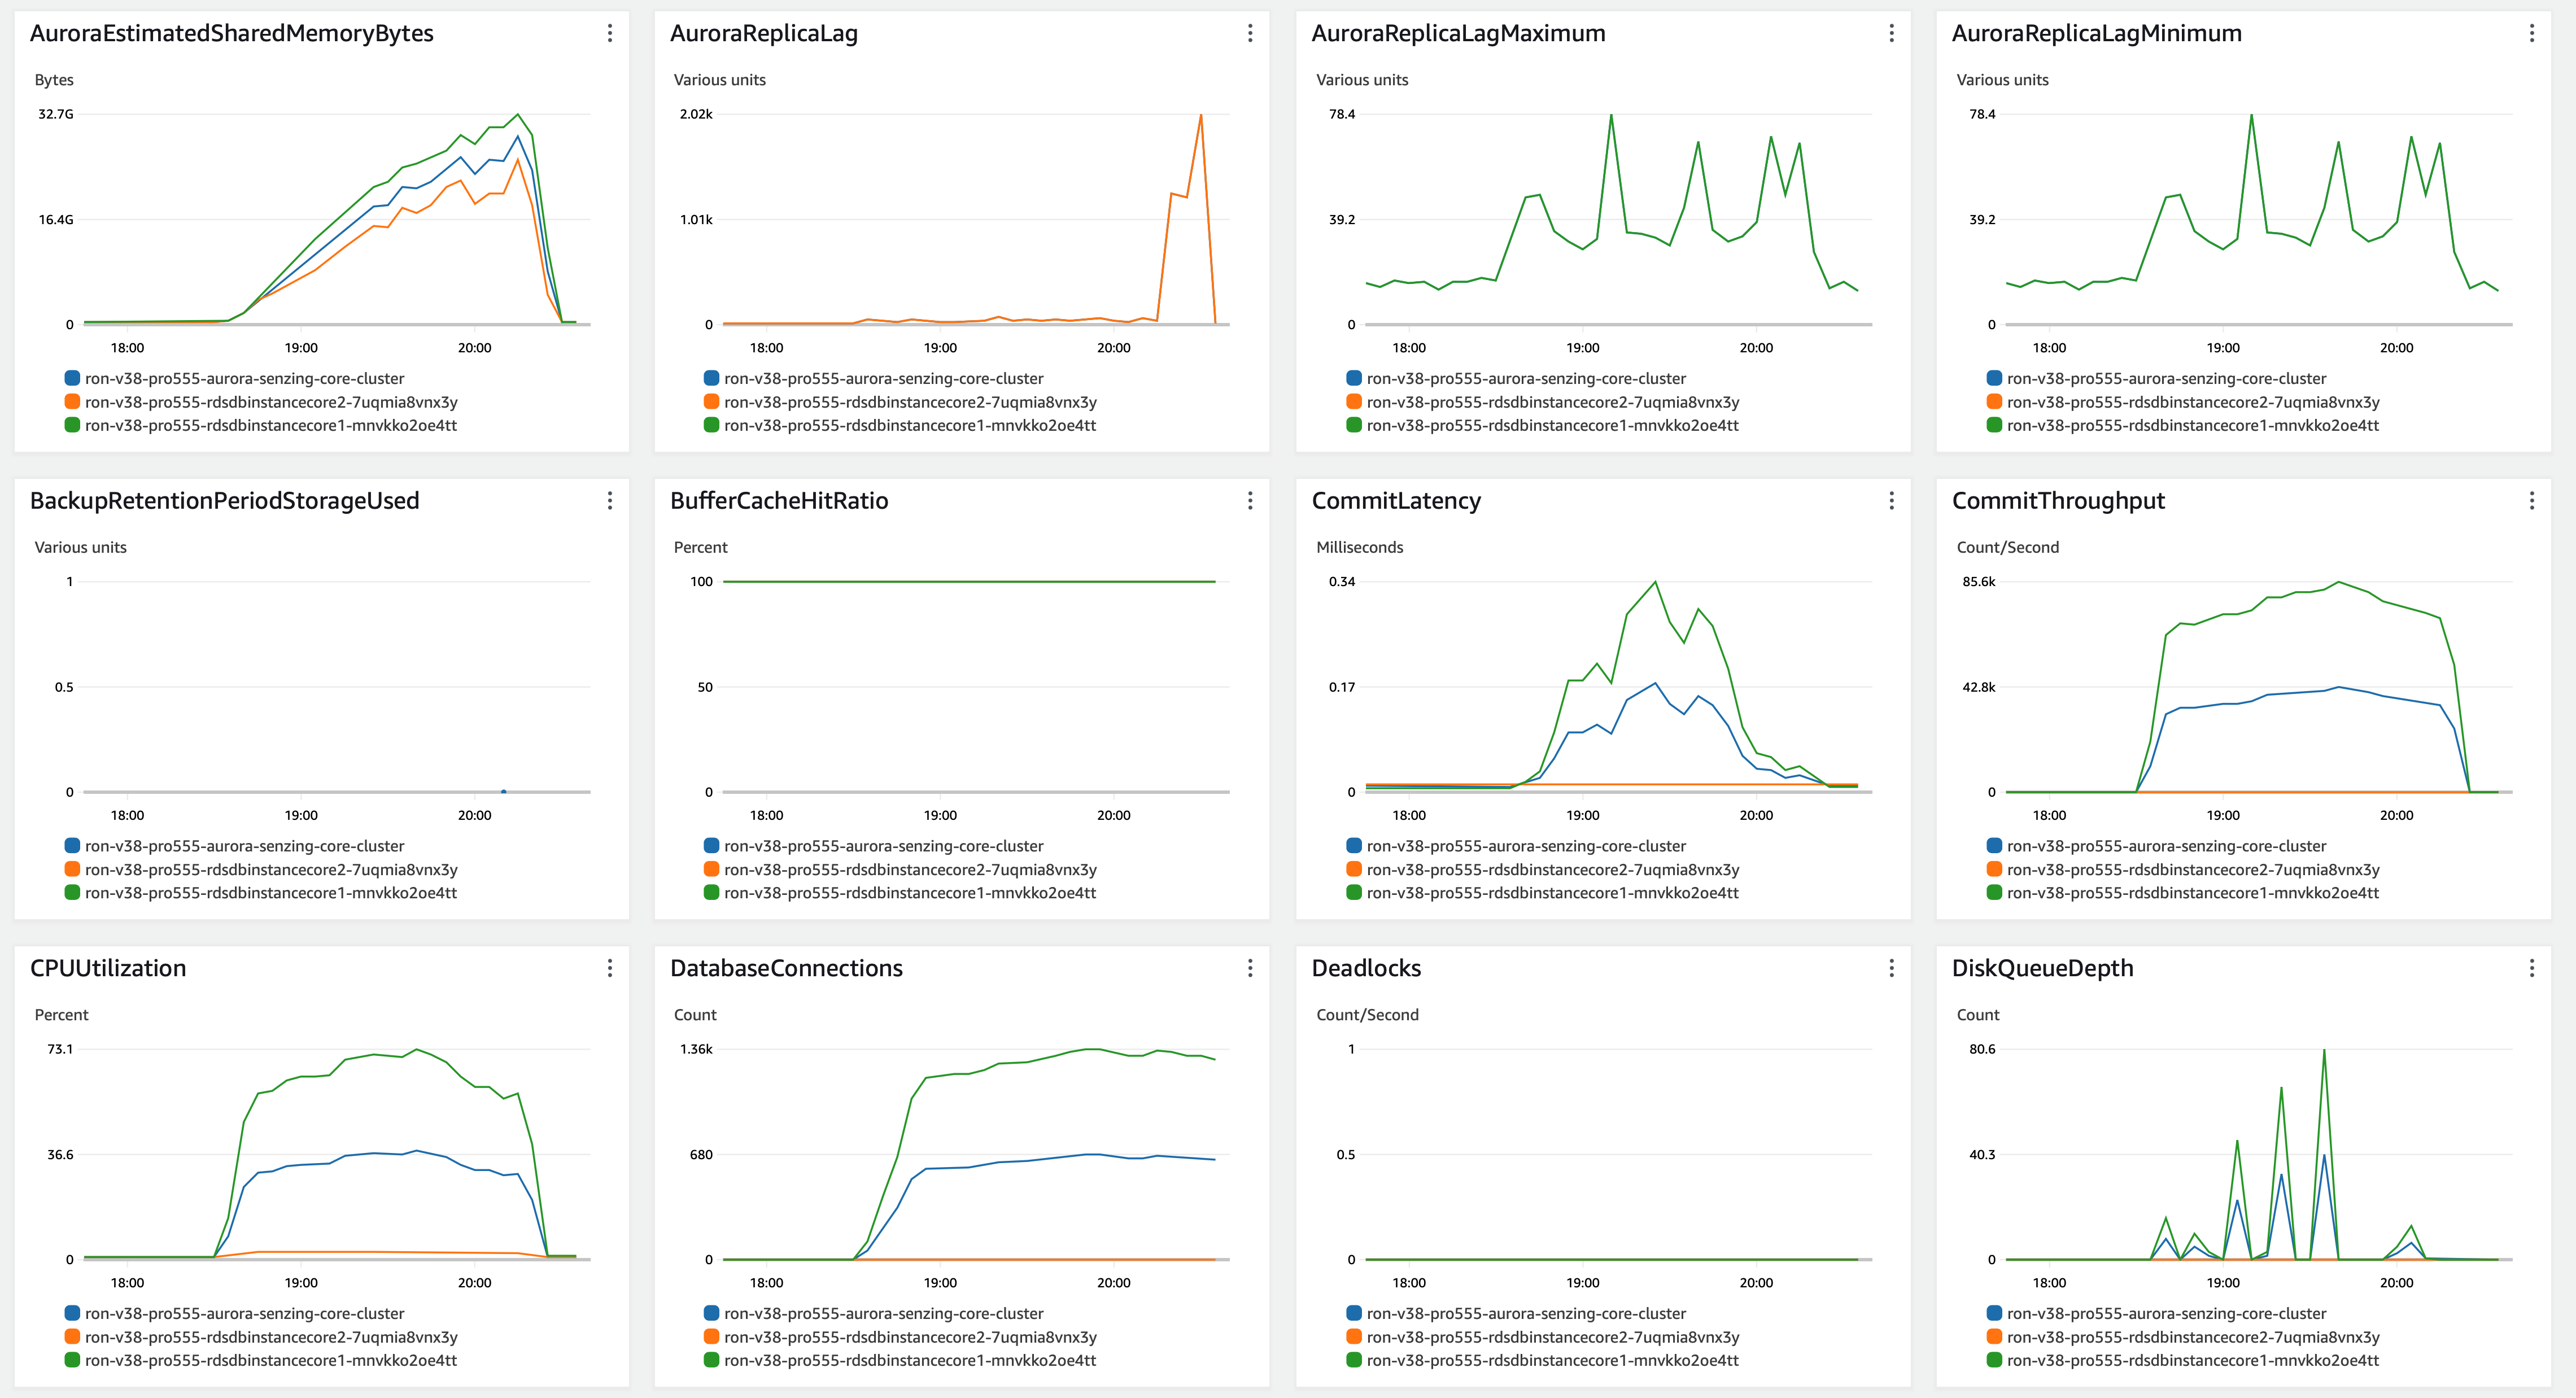 AuroraEstimatedSharedMemoryBytes
Bytes
32.7G
16.4G
0
18:00 19:00 20:00
ron-v38-pro555-aurora-senzing-core-cluster
ron-v38-pro555-rdsdbinstancecore2-7uqmia8vnx3y
ron-v38-pro555-rdsdbinstancecore1-mnvkko2oe4tt
AuroraReplicaLag
Various units
2.02k
1.01k
0
18:00 19:00 20:00
ron-v38-pro555-aurora-senzing-core-cluster
ron-v38-pro555-rdsdbinstancecore2-7uqmia8vnx3y
ron-v38-pro555-rdsdbinstancecore1-mnvkko2oe4tt
AuroraReplicaLagMaximum
Various units
78.4
39.2
0
18:00 19:00 20:00
ron-v38-pro555-aurora-senzing-core-cluster
ron-v38-pro555-rdsdbinstancecore2-7uqmia8vnx3y
ron-v38-pro555-rdsdbinstancecore1-mnvkko2oe4tt
AuroraReplicaLagMinimum
Various units
78.4
39.2
0
18:00 19:00 20:00
ron-v38-pro555-aurora-senzing-core-cluster
ron-v38-pro555-rdsdbinstancecore2-7uqmia8vnx3y
ron-v38-pro555-rdsdbinstancecore1-mnvkko2oe4tt
BackupRetentionPeriodStorageUsed
Various units
1
0.5
0
18:00 19:00 20:00
ron-v38-pro555-aurora-senzing-core-cluster
ron-v38-pro555-rdsdbinstancecore2-7uqmia8vnx3y
ron-v38-pro555-rdsdbinstancecore1-mnvkko2oe4tt
BufferCacheHitRatio
Percent
100
50
0
18:00 19:00 20:00
ron-v38-pro555-aurora-senzing-core-cluster
ron-v38-pro555-rdsdbinstancecore2-7uqmia8vnx3y
ron-v38-pro555-rdsdbinstancecore1-mnvkko2oe4tt
CommitLatency
Milliseconds
0.34
0.17
0
18:00 19:00 20:00
ron-v38-pro555-aurora-senzing-core-cluster
ron-v38-pro555-rdsdbinstancecore2-7uqmia8vnx3y
ron-v38-pro555-rdsdbinstancecore1-mnvkko2oe4tt
CommitThroughput
Count/Second
85.6k
42.8k
0
18:00 19:00 20:00
ron-v38-pro555-aurora-senzing-core-cluster
ron-v38-pro555-rdsdbinstancecore2-7uqmia8vnx3y
ron-v38-pro555-rdsdbinstancecore1-mnvkko2oe4tt
CPUUtilization
Percent
73.1
36.6
0
18:00 19:00 20:00
ron-v38-pro555-aurora-senzing-core-cluster
ron-v38-pro555-rdsdbinstancecore2-7uqmia8vnx3y
ron-v38-pro555-rdsdbinstancecore1-mnvkko2oe4tt
DatabaseConnections
Count
1.36k
680
0
18:00 19:00 20:00
ron-v38-pro555-aurora-senzing-core-cluster
ron-v38-pro555-rdsdbinstancecore2-7uqmia8vnx3y
ron-v38-pro555-rdsdbinstancecore1-mnvkko2oe4tt
Deadlocks
Count/Second
1
0.5
0
18:00 19:00 20:00
ron-v38-pro555-aurora-senzing-core-cluster
ron-v38-pro555-rdsdbinstancecore2-7uqmia8vnx3y
ron-v38-pro555-rdsdbinstancecore1-mnvkko2oe4tt
DiskQueueDepth
Count
80.6
40.3
0
18:00 19:00 20:00
ron-v38-pro555-aurora-senzing-core-cluster
ron-v38-pro555-rdsdbinstancecore2-7uqmia8vnx3y
ron-v38-pro555-rdsdbinstancecore1-mnvkko2oe4tt